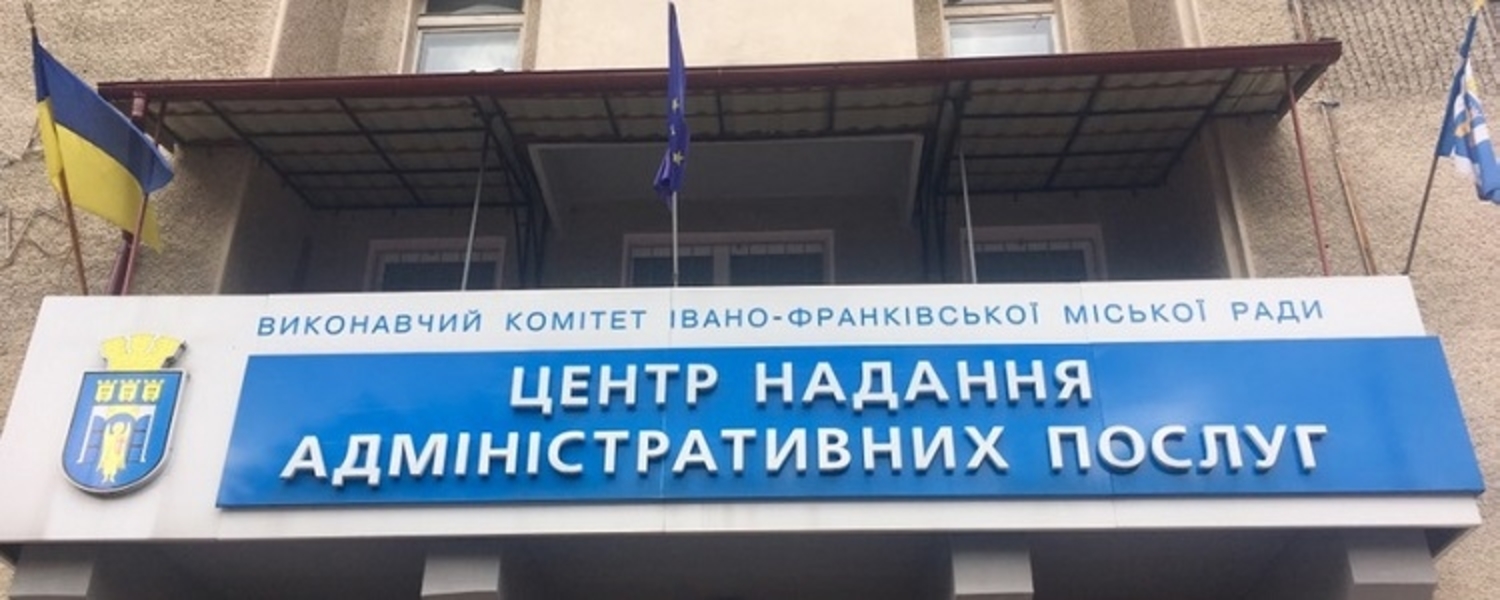 ВИКОНАВЧИЙ КОМІТЕТ ІВАНО-ФРАНКІВСЬКОЇ МІСЬКОЇ РАДИ
ЦЕНТР НАДАННЯ
АДМІНІСТРАТИВНИХ ПОСЛУГ